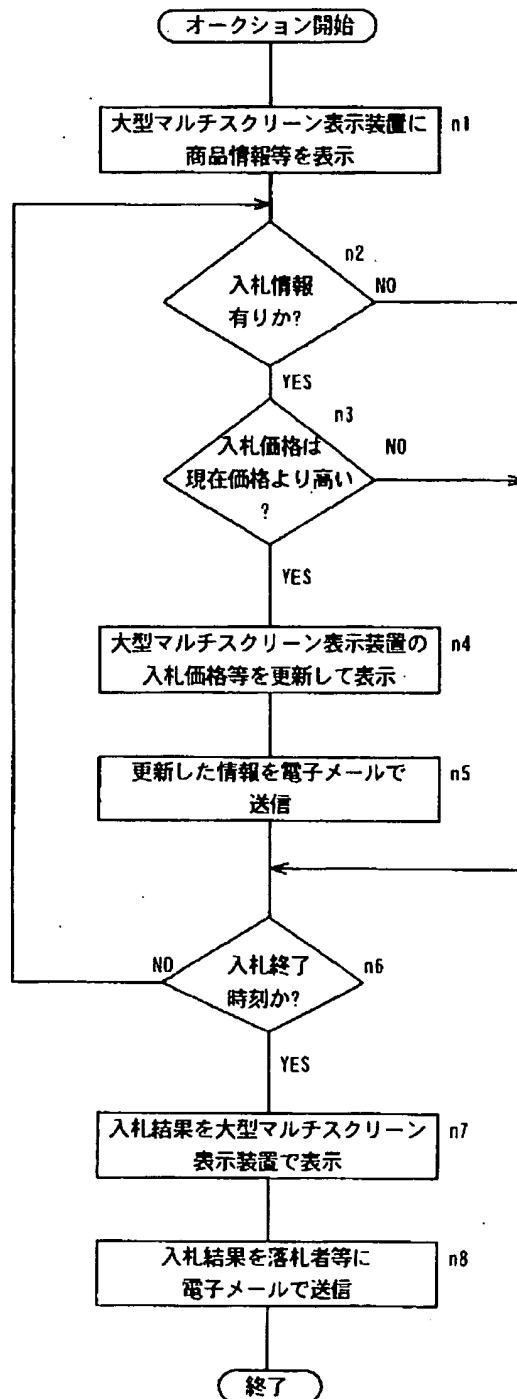 オークション開始
大型マルチスクリーン表示装置に
商品情報等を表示
n1
入札情報
有りか?
n2
NO
YES
入札価格は
現在価格より高い
?
n3
NO
YES
大型マルチスクリーン表示装置の
入札価格等を更新して表示
n4
更新した情報を電子メールで
送信
n5
入札終了
時刻か?
n6
NO
YES
入札結果を大型マルチスクリーン
表示装置で表示
n7
入札結果を落札者等に
電子メールで送信
n8
終了